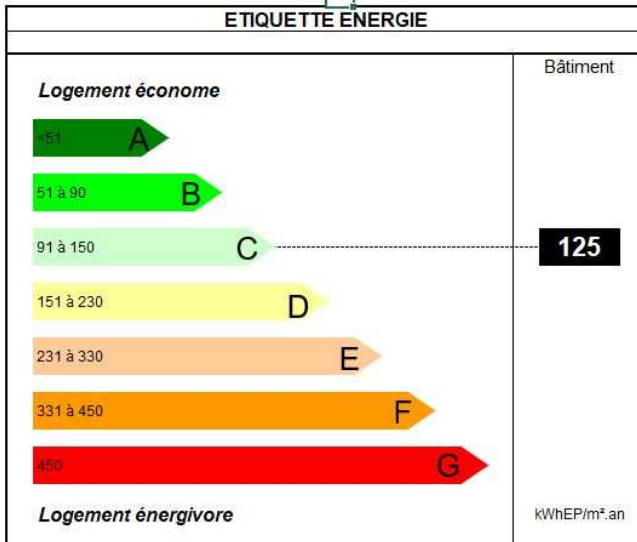 ETIQUETTE ENERGIE
Bâtiment
Logement économe
<51 A
51 à 90 B
91 à 150 C 125
151 à 230 D
231 à 330 E
331 à 450 F
450 G
Logement énergivore
kWhEP/m².an